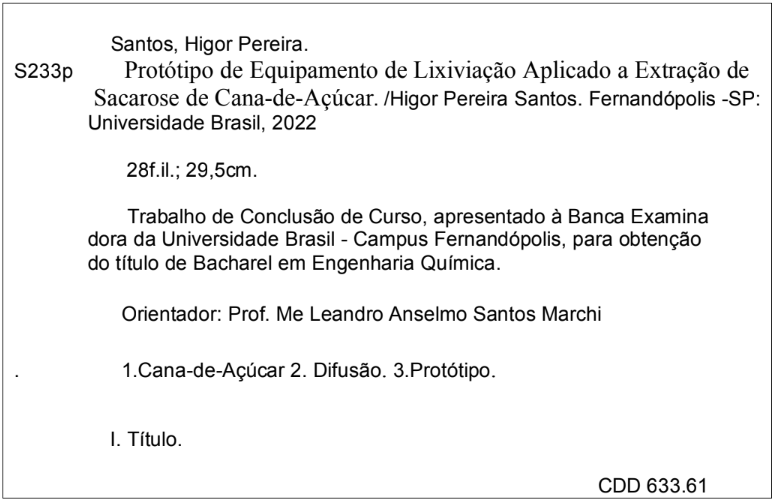 Santos, Higor Pereira.
S233p Protótipo de Equipamento de Lixiviação Aplicado a Extração de
Sacarose de Cana-de-Açúcar. /Higor Pereira Santos. Fernandópolis -SP:
Universidade Brasil, 2022
28f.il.; 29,5cm.
Trabalho de Conclusão de Curso, apresentado à Banca Examina
dora da Universidade Brasil - Campus Fernandópolis, para obtenção
do título de Bacharel em Engenharia Química.
Orientador: Prof. Me Leandro Anselmo Santos Marchi
. 1.Cana-de-Açúcar 2. Difusão. 3.Protótipo.
I. Título.
CDD 633.61